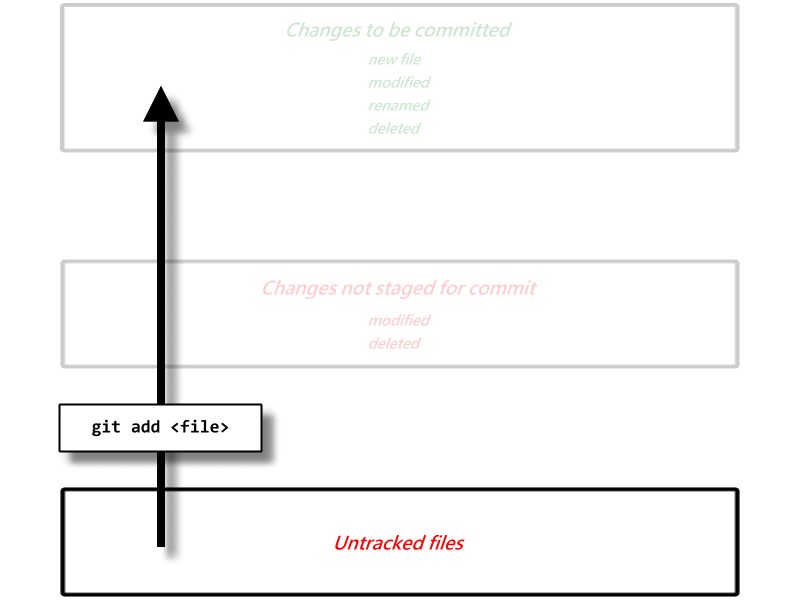 Changes to be committed
new file
modified
renamed
deleted
Changes not staged for commit
modified
deleted
git add <file>
Untracked files